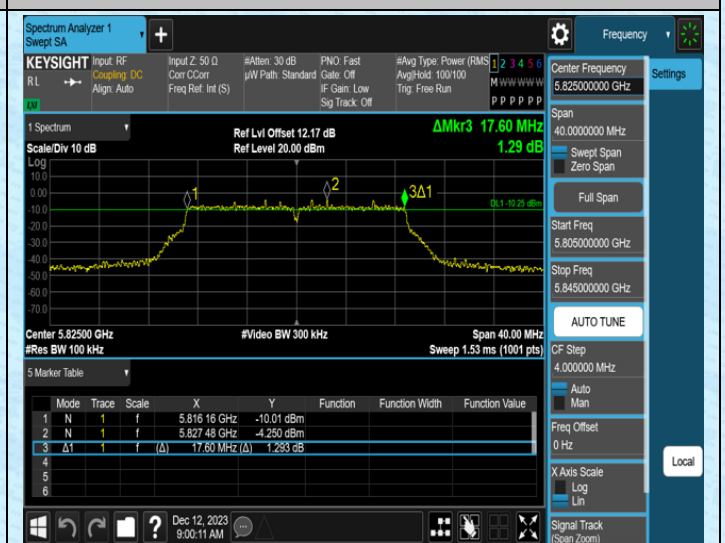 Spectrum Analyzer 1
Swept SA
Frequency
KEYSIGHT
RL
LXI
Input: RF
Coupling: DC
Align: Auto
Input Z: 50 Ω
Corr CCorr
Freq Ref: Int (S)
#Atten: 30 dB
µW Path: Standard
PNO: Fast
Gate: Off
IF Gain: Low
Sig Track: Off
#Avg Type: Power (RMS
Avg|Hold: 100/100
Trig: Free Run
1 2 3 4 5 6
M W W W W W
P P P P P P
1 Spectrum
Scale/Div 10 dB
Ref Lvl Offset 12.17 dB
Ref Level 20.00 dBm
ΔMkr3 17.60 MHz
1.29 dB
Log
10.0
0.00
-10.0
-20.0
-30.0
-40.0
-50.0
-60.0
-70.0
1
2
3Δ1
DL1 -10.25 dBm
Center 5.82500 GHz
#Res BW 100 kHz
#Video BW 300 kHz
Span 40.00 MHz
Sweep 1.53 ms (1001 pts)
5 Marker Table
Mode Trace Scale X Y Function Function Width Function Value
1 N 1 f 5.816 16 GHz -10.01 dBm
2 N 1 f 5.827 48 GHz -4.250 dBm
3 Δ1 1 f (Δ) 17.60 MHz (Δ) 1.293 dB
4
5
6
Dec 12, 2023
9:00:11 AM
Center Frequency
5.825000000 GHz
Settings
Span
40.0000000 MHz
Swept Span
Zero Span
Full Span
Start Freq
5.805000000 GHz
Stop Freq
5.845000000 GHz
AUTO TUNE
CF Step
4.000000 MHz
Auto
Man
Freq Offset
0 Hz
X Axis Scale
Log
Lin
Local
Signal Track
(Span Zoom)